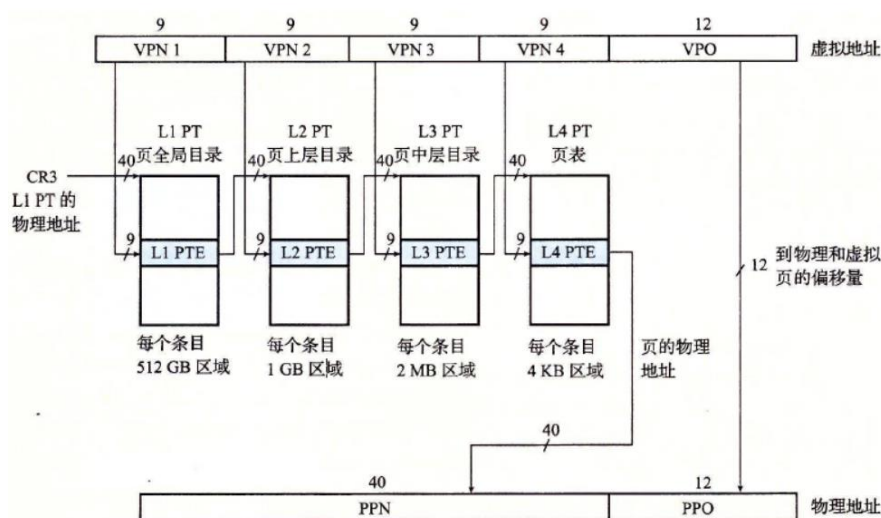 9 9 9 9 12
VPN 1 VPN 2 VPN 3 VPN 4 VPO 虚拟地址
L1 PT L2 PT L3 PT L4 PT
页全局目录 页上层目录 页中层目录 页表
40 40 40 40
CR3
L1 PT 的
物理地址
9 L1 PTE 9 L2 PTE 9 L3 PTE 9 L4 PTE
12 到物理和虚拟
页的偏移量
每个条目 每个条目 每个条目 每个条目
512 GB 区域 1 GB 区域 2 MB 区域 4 KB 区域
页的物理
地址
40
40 12
PPN PPO 物理地址